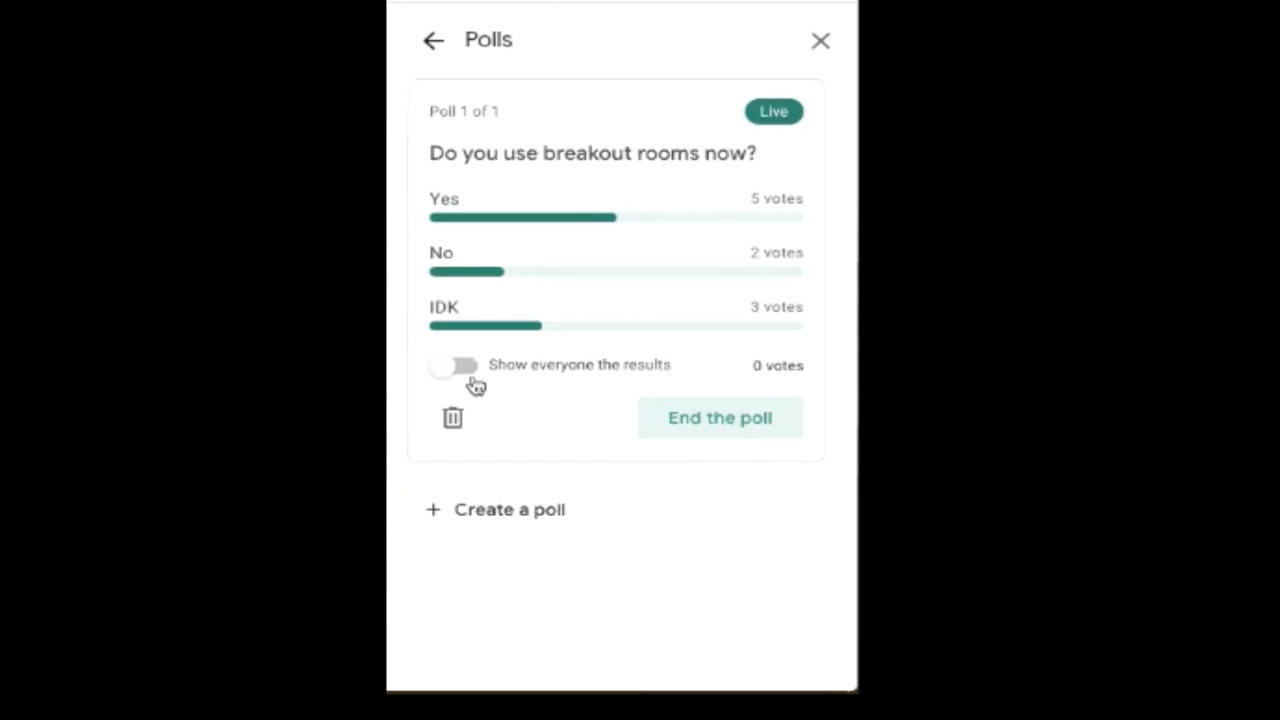 Polls
Poll 1 of 1 Live
Do you use breakout rooms now?
Yes 5 votes
No 2 votes
IDK 3 votes
Show everyone the results 0 votes
End the poll
+ Create a poll